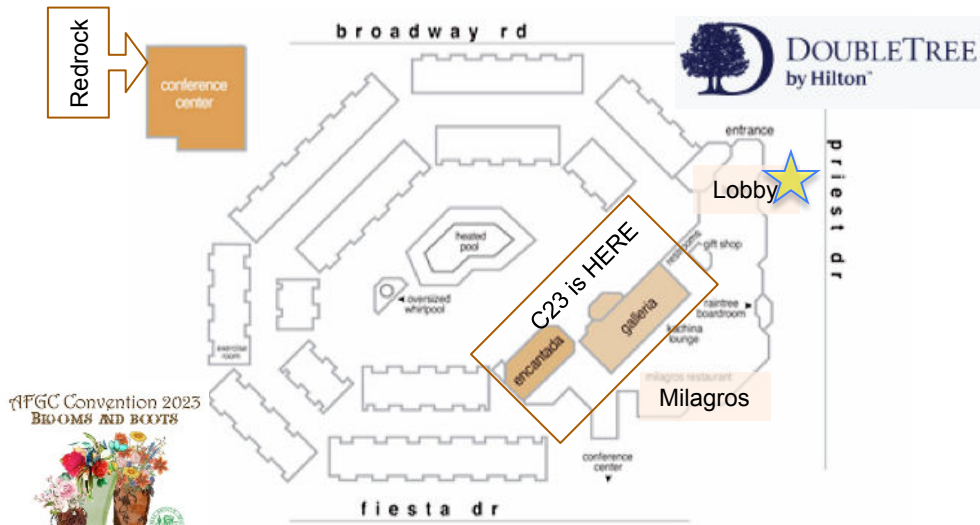 Redrock
conference
center
broadway rd
DOUBLETREE
by Hilton™
entrance
priest dr
Lobby
restrooms
gift shop
heated
pool
oversized
whirlpool
C23 is HERE
galleria
raintree
boardroom
kachina
lounge
encantada
exercise
room
milagros restaurant
Milagros
AFGC Convention 2023
BLOOMS AND BOOTS
conference
center
fiesta dr